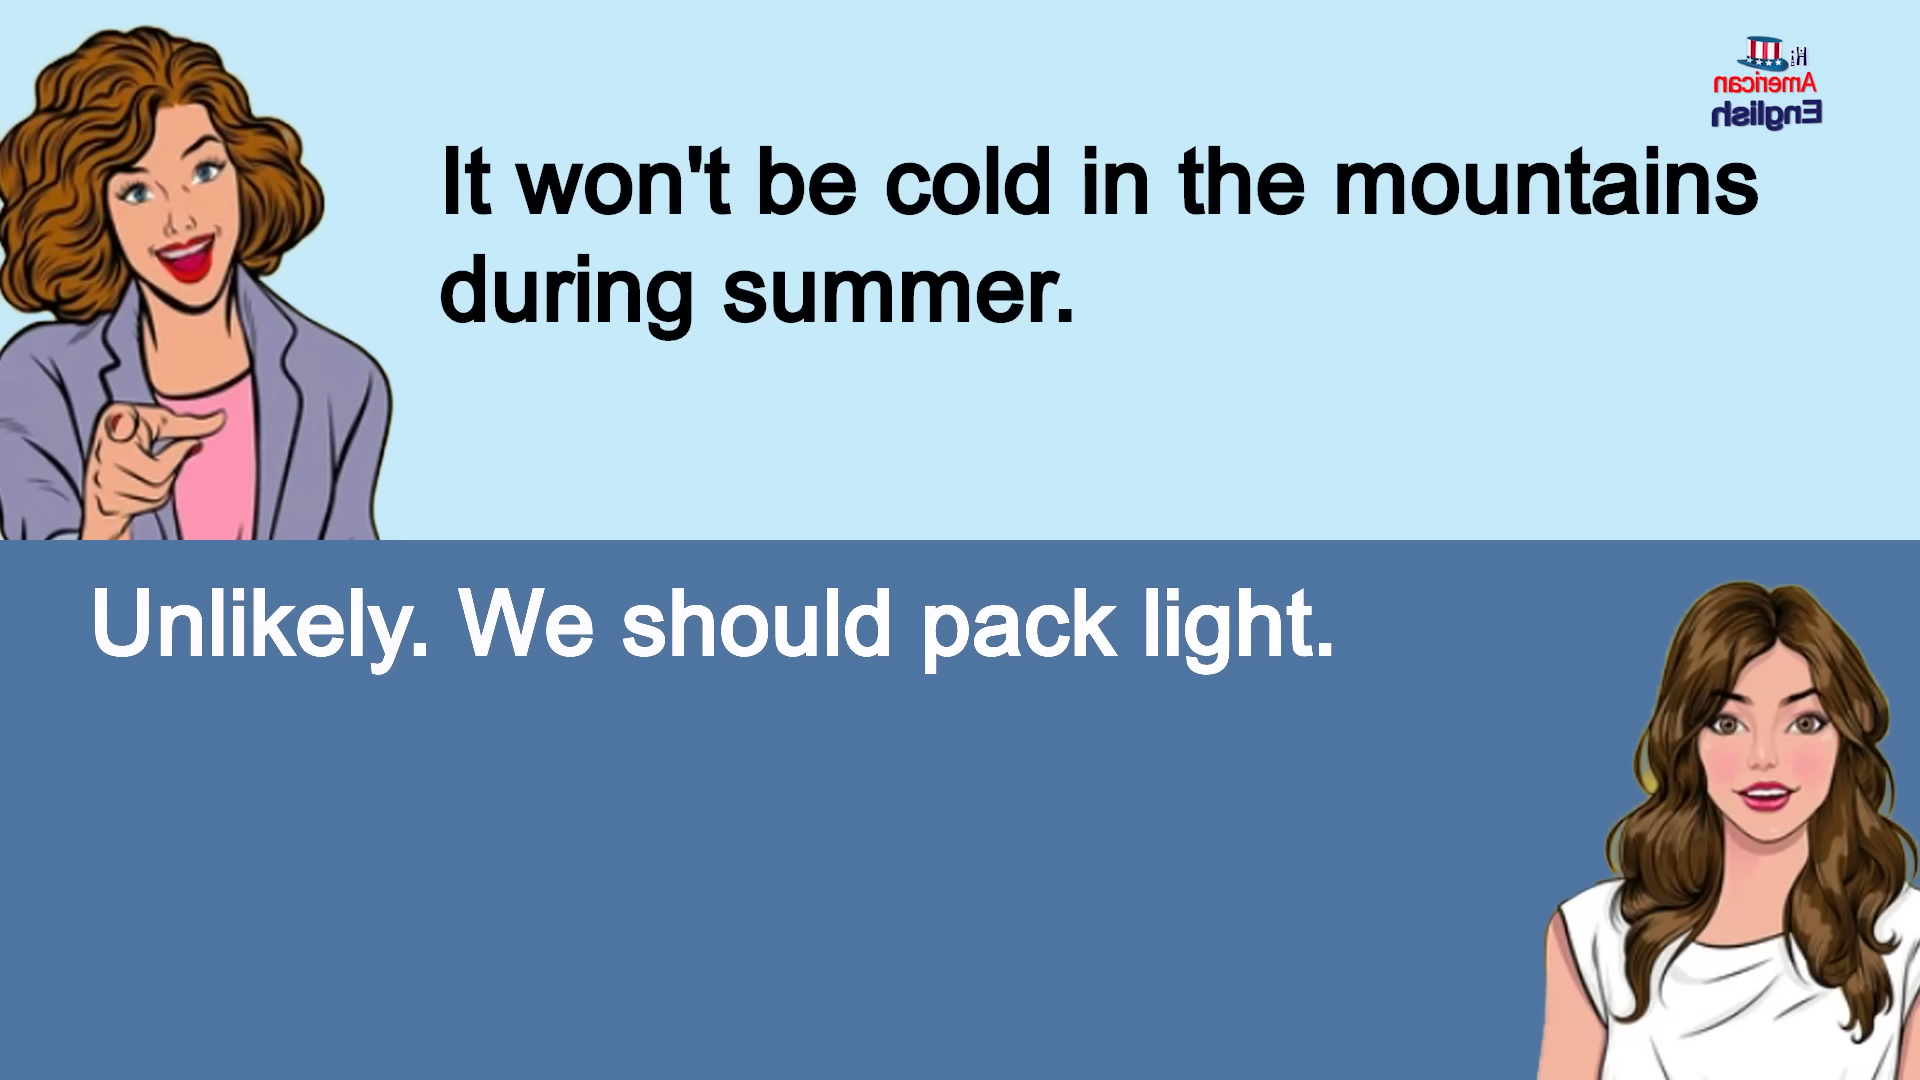 Hi
American
English
It won't be cold in the mountains
during summer.
Unlikely. We should pack light.